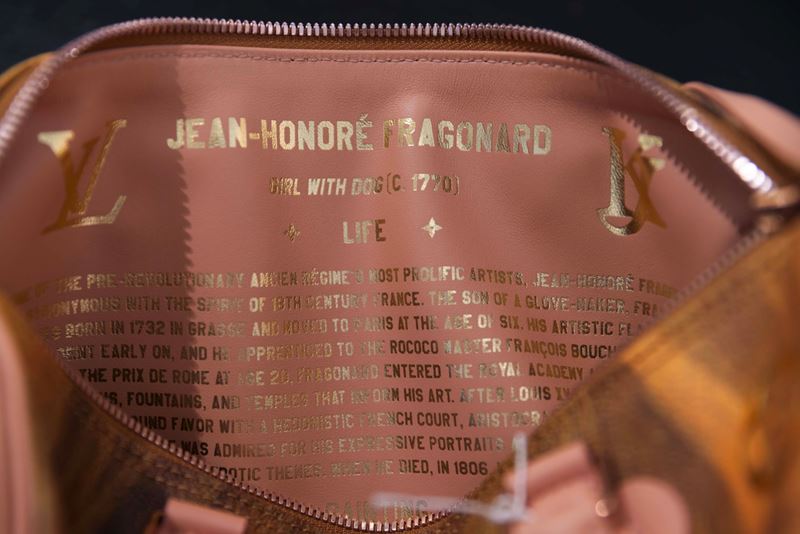 LV
JEAN-HONORÉ FRAGONARD
GIRL WITH DOG (C. 1770)
LIFE
OF THE PRE-REVOLUTIONARY ANCIEN RÉGIME'S MOST PROLIFIC ARTISTS, JEAN-HONORÉ
WITH THE SPIRIT OF 18TH CENTURY FRANCE. THE SON OF A GLOVE-MAKER,
BORN IN 1732 IN GRASSE AND MOVED TO PARIS AT THE AGE OF SIX. HIS ARTISTIC
EARLY ON, AND HE APPRENTICED TO THE ROCOCO MASTER FRANÇOIS BOUCH
THE PRIX DE ROME AT AGE 20, FRAGONARD ENTERED THE ROYAL ACADEMY
FOUNTAINS, AND TEMPLES THAT INFORM HIS ART. AFTER LOUIS XV
FAVOR WITH A HEDONISTIC FRENCH COURT, ARISTOCRA
WAS ADMIRED FOR HIS EXPRESSIVE PORTRAITS
THEMES. WHEN HE DIED, IN 1806,
PAINTING